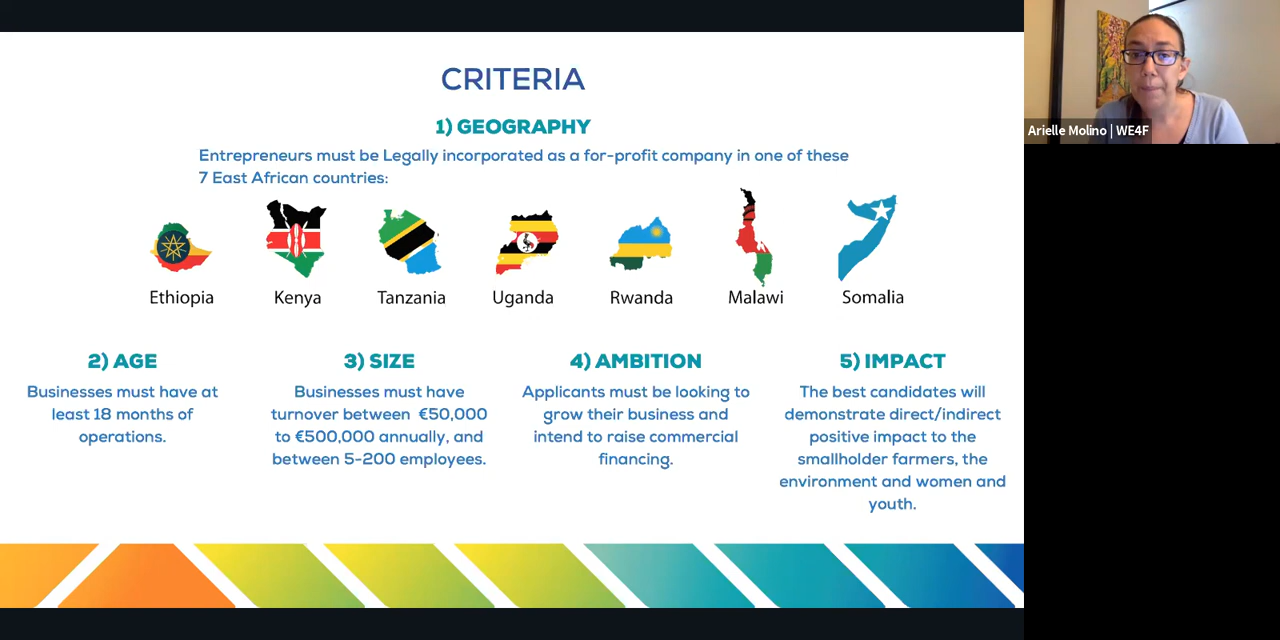 CRITERIA
1) GEOGRAPHY
Entrepreneurs must be Legally incorporated as a for-profit company in one of these
7 East African countries:
Ethiopia
Kenya
Tanzania
Uganda
Rwanda
Malawi
Somalia
2) AGE
Businesses must have at
least 18 months of
operations.
3) SIZE
Businesses must have
turnover between €50,000
to €500,000 annually, and
between 5-200 employees.
4) AMBITION
Applicants must be looking to
grow their business and
intend to raise commercial
financing.
5) IMPACT
The best candidates will
demonstrate direct/indirect
positive impact to the
smallholder farmers, the
environment and women and
youth.
Arielle Molino | WE4F